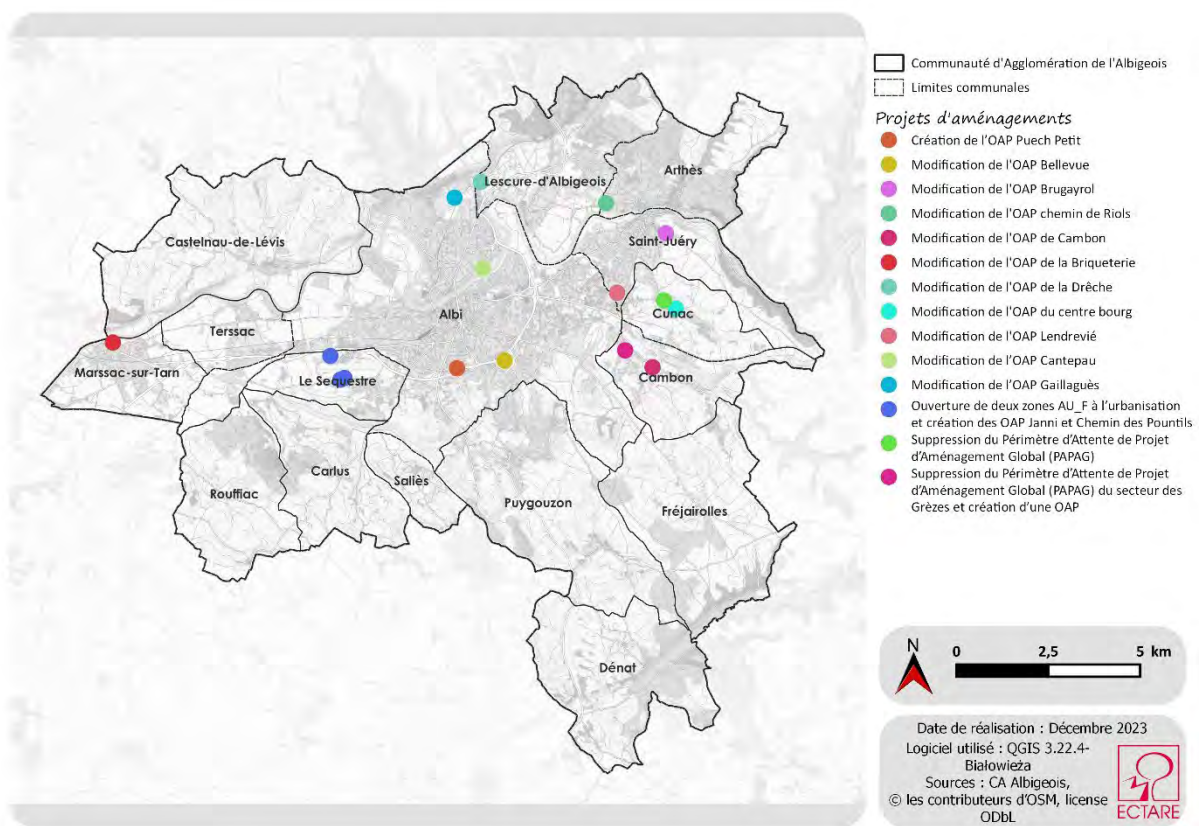 Communauté d'Agglomération de l'Albigeois
Limites communales
Projets d'aménagements
Création de l'OAP Puech Petit
Modification de l'OAP Bellevue
Modification de l'OAP Brugayrol
Modification de l'OAP chemin de Riols
Modification de l'OAP de Cambon
Modification de l'OAP de la Briqueterie
Modification de l'OAP de la Drêche
Modification de l'OAP du centre bourg
Modification de l'OAP Lendrevié
Modification de l'OAP Cantepau
Modification de l'OAP Gaillaguès
Ouverture de deux zones AU_F à l'urbanisation
et création des OAP Janni et Chemin des Pountils
Suppression du Périmètre d'Attente de Projet
d'Aménagement Global (PAPAG)
Suppression du Périmètre d'Attente de Projet
d'Aménagement Global (PAPAG) du secteur des
Grèzes et création d'une OAP
Lescure-d'Albigeois
Arthès
Castelnau-de-Lévis
Saint-Juéry
Albi
Cunac
Terssac
Marssac-sur-Tarn
Le Sequestre
Cambon
Rouffiac
Carlus
Saliès
Puygouzon
Fréjairolles
Dénat
N
0 2,5 5 km
Date de réalisation : Décembre 2023
Logiciel utilisé : QGIS 3.22.4-
Białowieża
Sources : CA Albigeois,
© les contributeurs d'OSM, license
ODbL
ECTARE